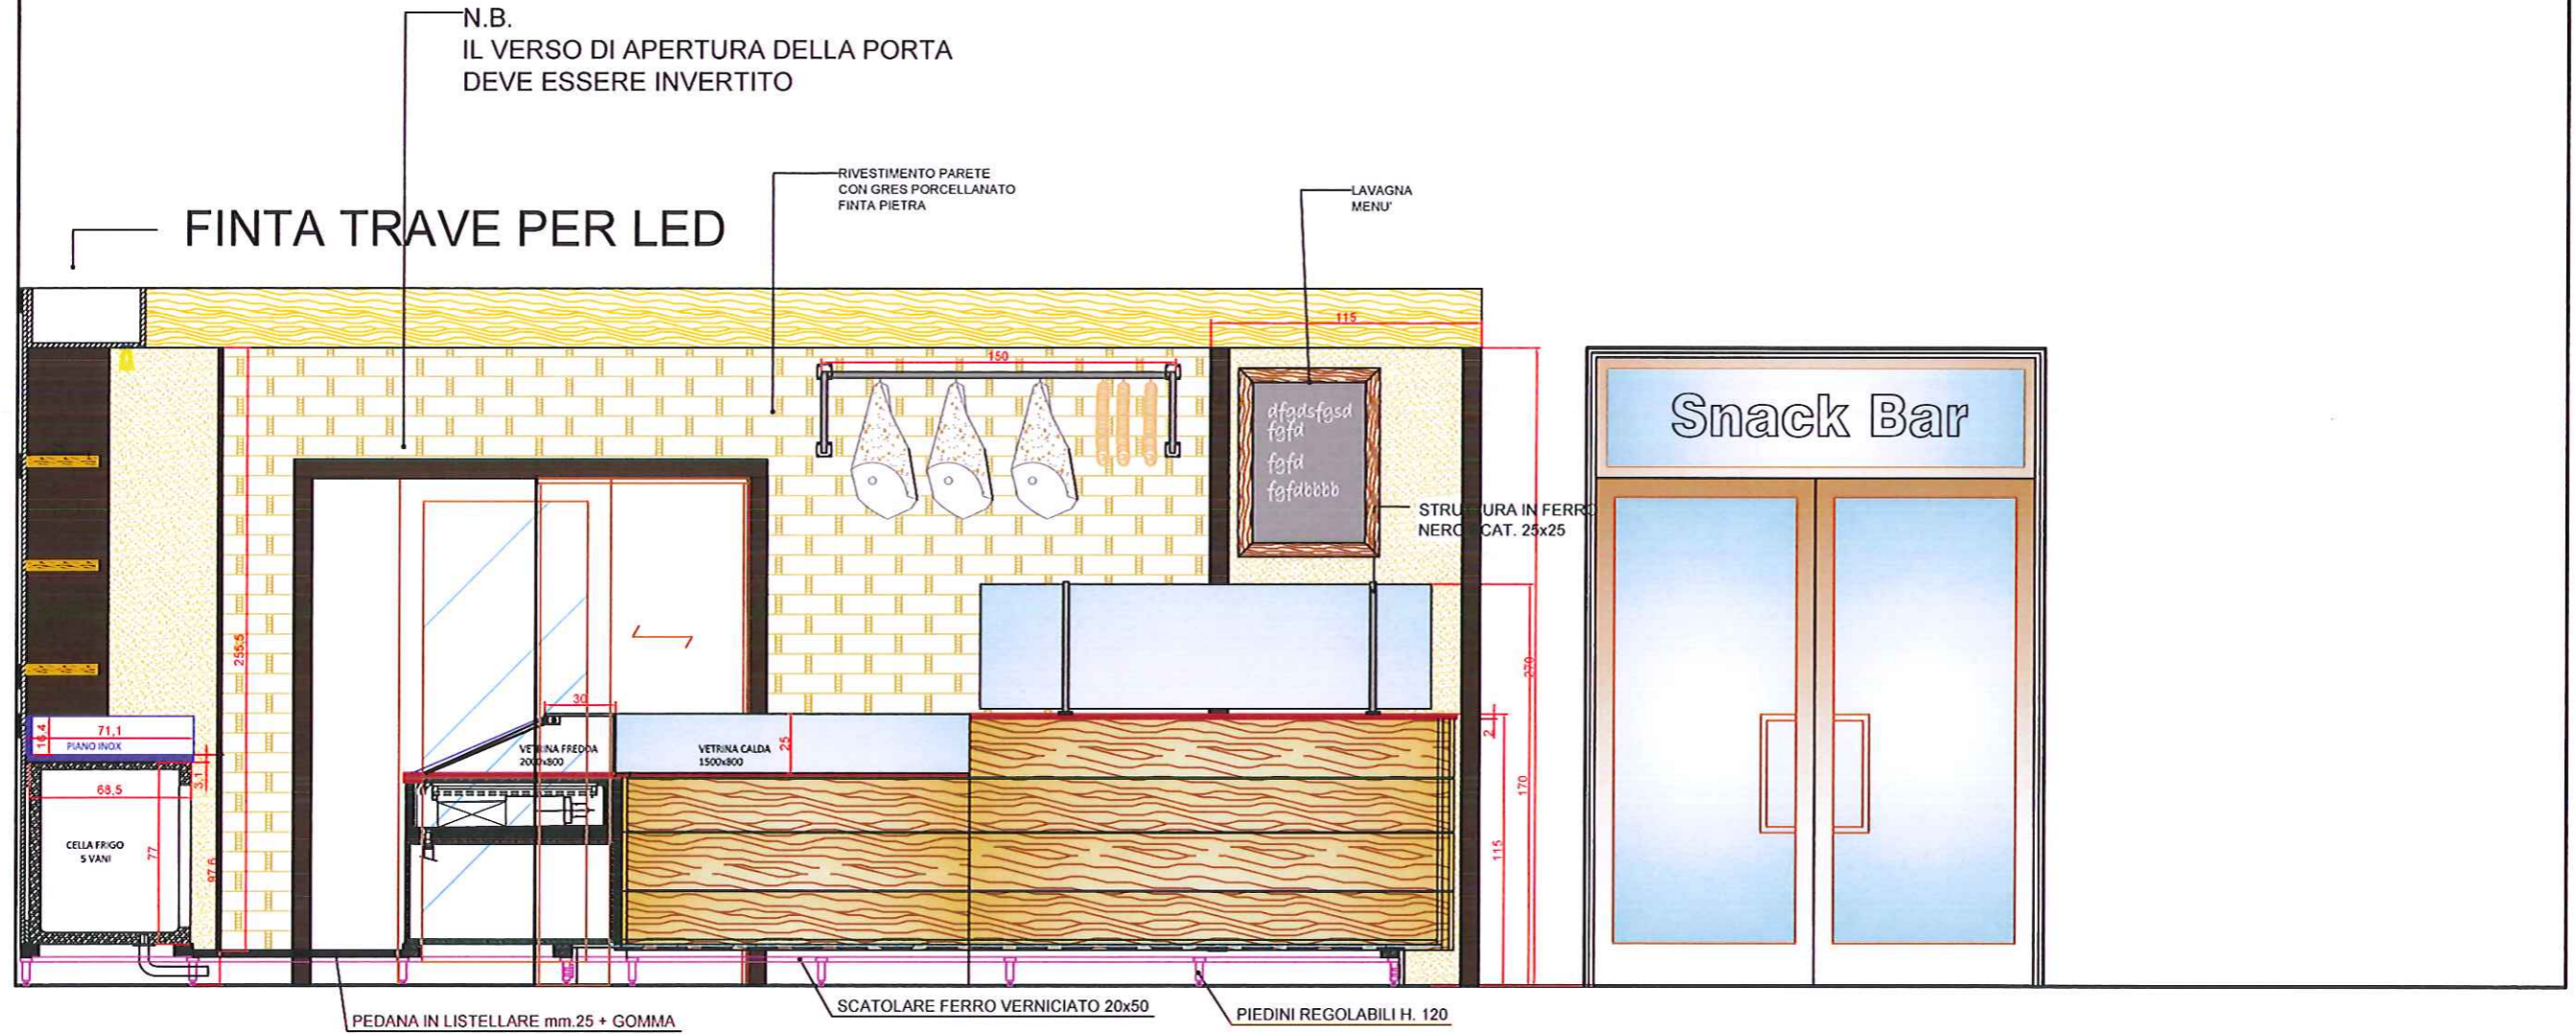 N.B.
IL VERSO DI APERTURA DELLA PORTA
DEVE ESSERE INVERTITO
RIVESTIMENTO PARETE
CON GRES PORCELLANATO
FINTA PIETRA
LAVAGNA
MENU'
FINTA TRAVE PER LED
115
150
dfgdsfgsd
fgfd
fgfd
fgfdbbbb
Snack Bar
STRUTTURA IN FERRO
NERO SCAT. 25x25
255,5
270
30
16,4
71,1
PIANO INOX
VETRINA FREDDA
2000x800
VETRINA CALDA
1500x800
25
2
3,1
68,5
170
CELLA FRIGO
5 VANI
77
97,6
115
SCATOLARE FERRO VERNICIATO 20x50
PIEDINI REGOLABILI H. 120
PEDANA IN LISTELLARE mm.25 + GOMMA